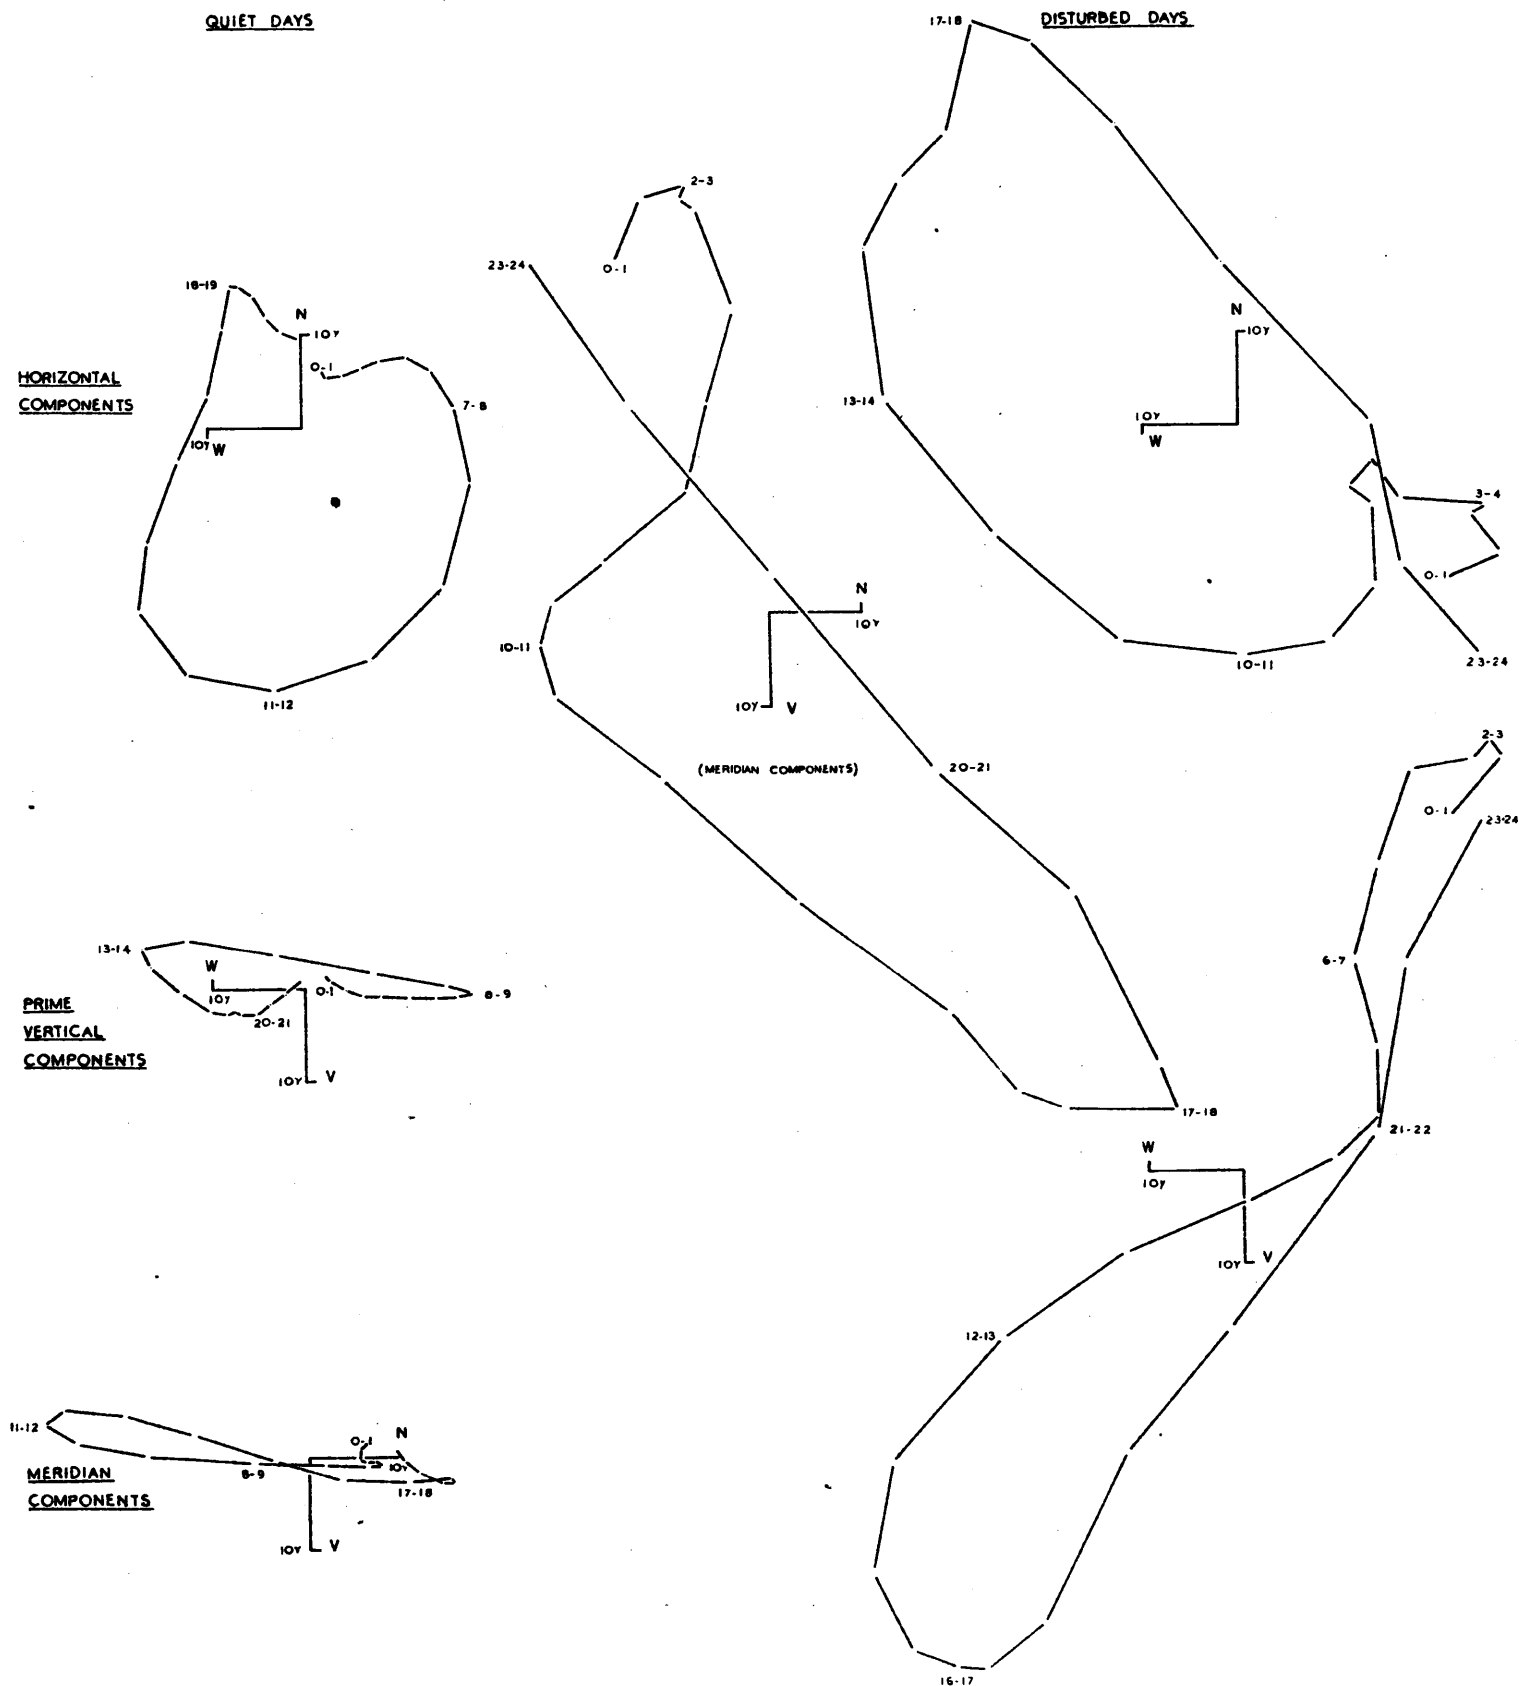 QUIET DAYS
DISTURBED DAYS
HORIZONTAL
COMPONENTS
18-19
N
10γ
0-1
7-8
10γ
W
11-12
23-24
0-1
2-3
10-11
N
10γ
10γ
V
(MERIDIAN COMPONENTS)
20-21
17-18
17-18
N
10γ
13-14
10γ
W
3-4
0-1
10-11
23-24
PRIME
VERTICAL
COMPONENTS
13-14
W
10γ
0-1
8-9
20-21
10γ
V
2-3
0-1
23-24
6-7
21-22
W
10γ
10γ
V
12-13
16-17
MERIDIAN
COMPONENTS
11-12
0-1
N
10γ
8-9
17-18
10γ
V